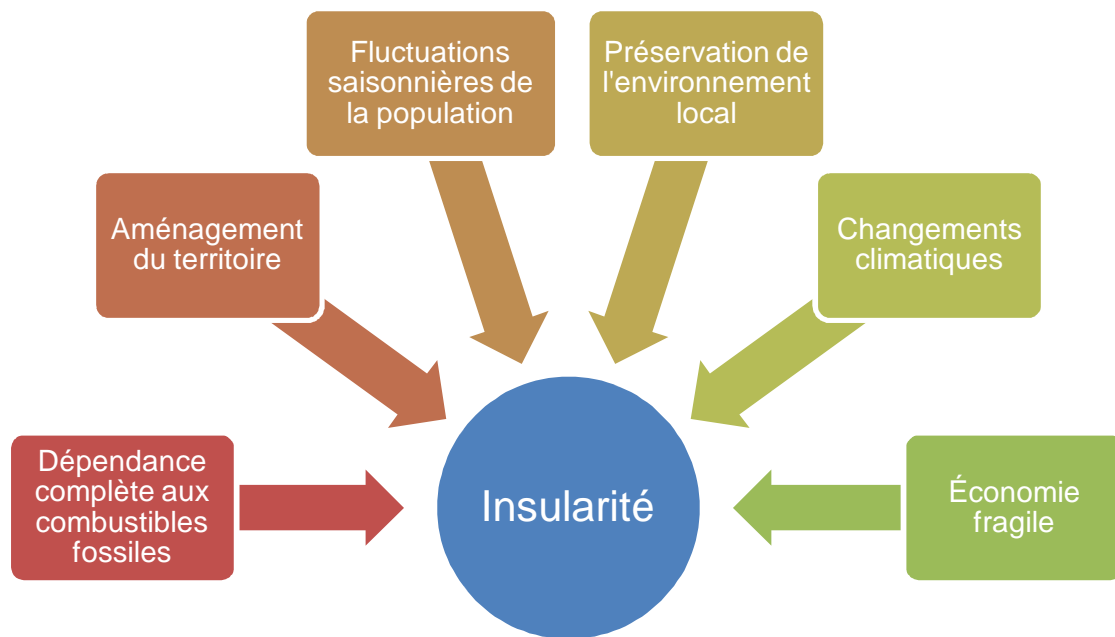 Fluctuations
saisonnières de
la population
Préservation de
l'environnement
local
Aménagement
du territoire
Changements
climatiques
Dépendance
complète aux
combustibles
fossiles
Insularité
Économie
fragile